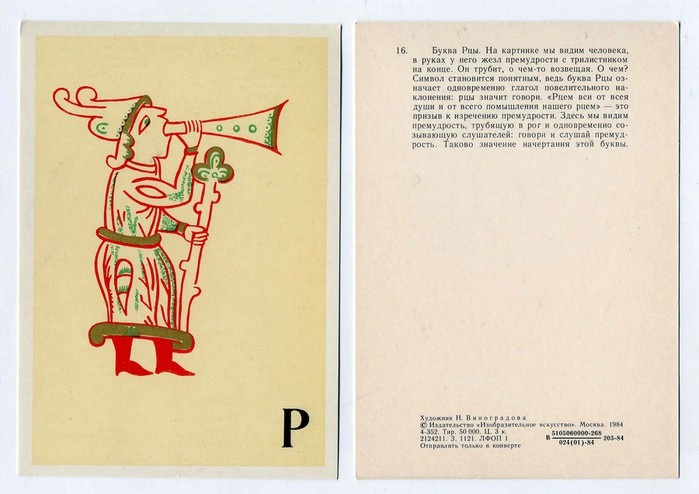 Р
16. Буква Рцы. На картинке мы видим человека,
в руках у него жезл премудрости с трилистником
на конце. Он трубит, о чем-то возвещая. О чем?
Символ становится понятным, ведь буква Рцы оз-
начает одновременно глагол повелительного на-
клонения: рцы значит говори. «Рцем вси от всея
души и от всего помышления нашего рцем» — это
призыв к изречению премудрости. Здесь мы видим
премудрость, трубящую в рог и одновременно со-
зывающую слушателей: говори и слушай премуд-
рость. Таково значение начертания этой буквы.
Художник Н. Виноградова
© Издательство «Изобразительное искусство». Москва. 1984
4-352. Тир. 50 000. Ц. 3 к.
2124211. З. 1121. ЛФОП 1
Отправлять только в конверте
В 5105060000-268 203-84
024(01)-84